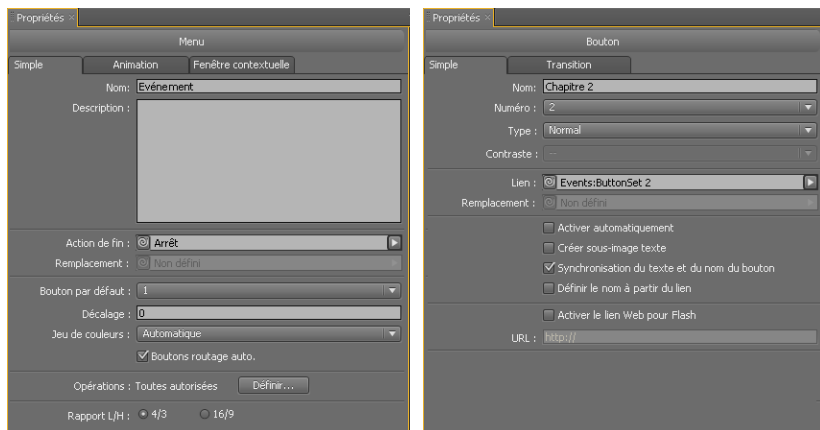 Propriétés ×
Menu
Simple Animation Fenêtre contextuelle
Nom: Evénement
Description :
Action de fin : Arrêt
Remplacement : Non défini
Bouton par défaut : 1
Décalage : 0
Jeu de couleurs : Automatique
Boutons routage auto.
Opérations : Toutes autorisées Définir...
Rapport L/H : 4/3 16/9
Propriétés ×
Bouton
Simple Transition
Nom: Chapitre 2
Numéro : 2
Type : Normal
Contraste : --
Lien : Events:ButtonSet 2
Remplacement : Non défini
Activer automatiquement
Créer sous-image texte
Synchronisation du texte et du nom du bouton
Définir le nom à partir du lien
Activer le lien Web pour Flash
URL : http://